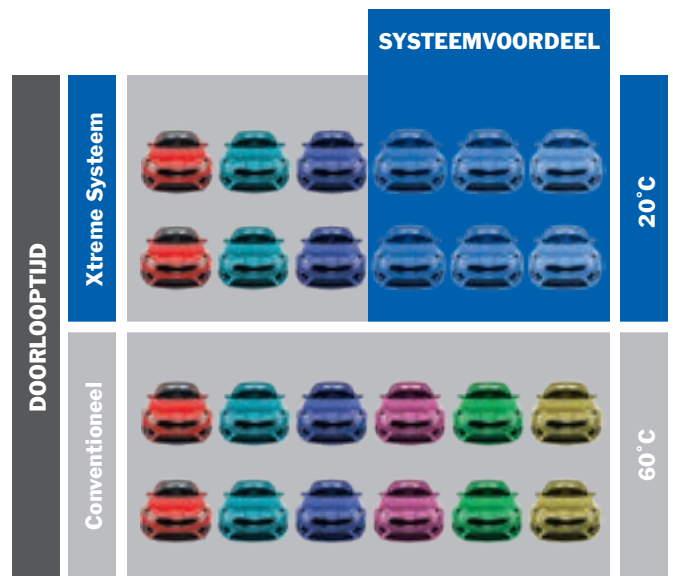 SYSTEEMVOORDEEL
DOORLOOPTIJD
Xtreme Systeem
20°C
Conventioneel
60°C